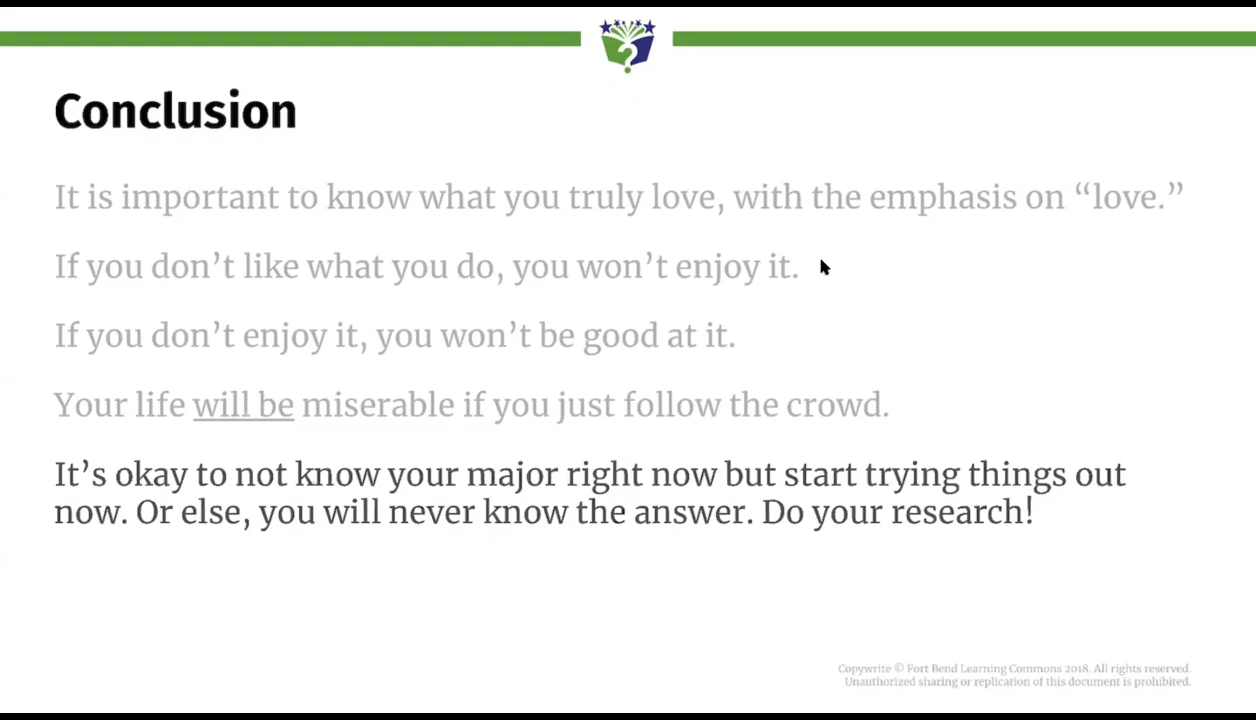 Conclusion
It is important to know what you truly love, with the emphasis on “love.”
If you don’t like what you do, you won’t enjoy it.
If you don’t enjoy it, you won’t be good at it.
Your life will be miserable if you just follow the crowd.
It’s okay to not know your major right now but start trying things out
now. Or else, you will never know the answer. Do your research!
Copywrite © Fort Bend Learning Commons 2018. All rights reserved.
Unauthorized sharing or replication of this document is prohibited.